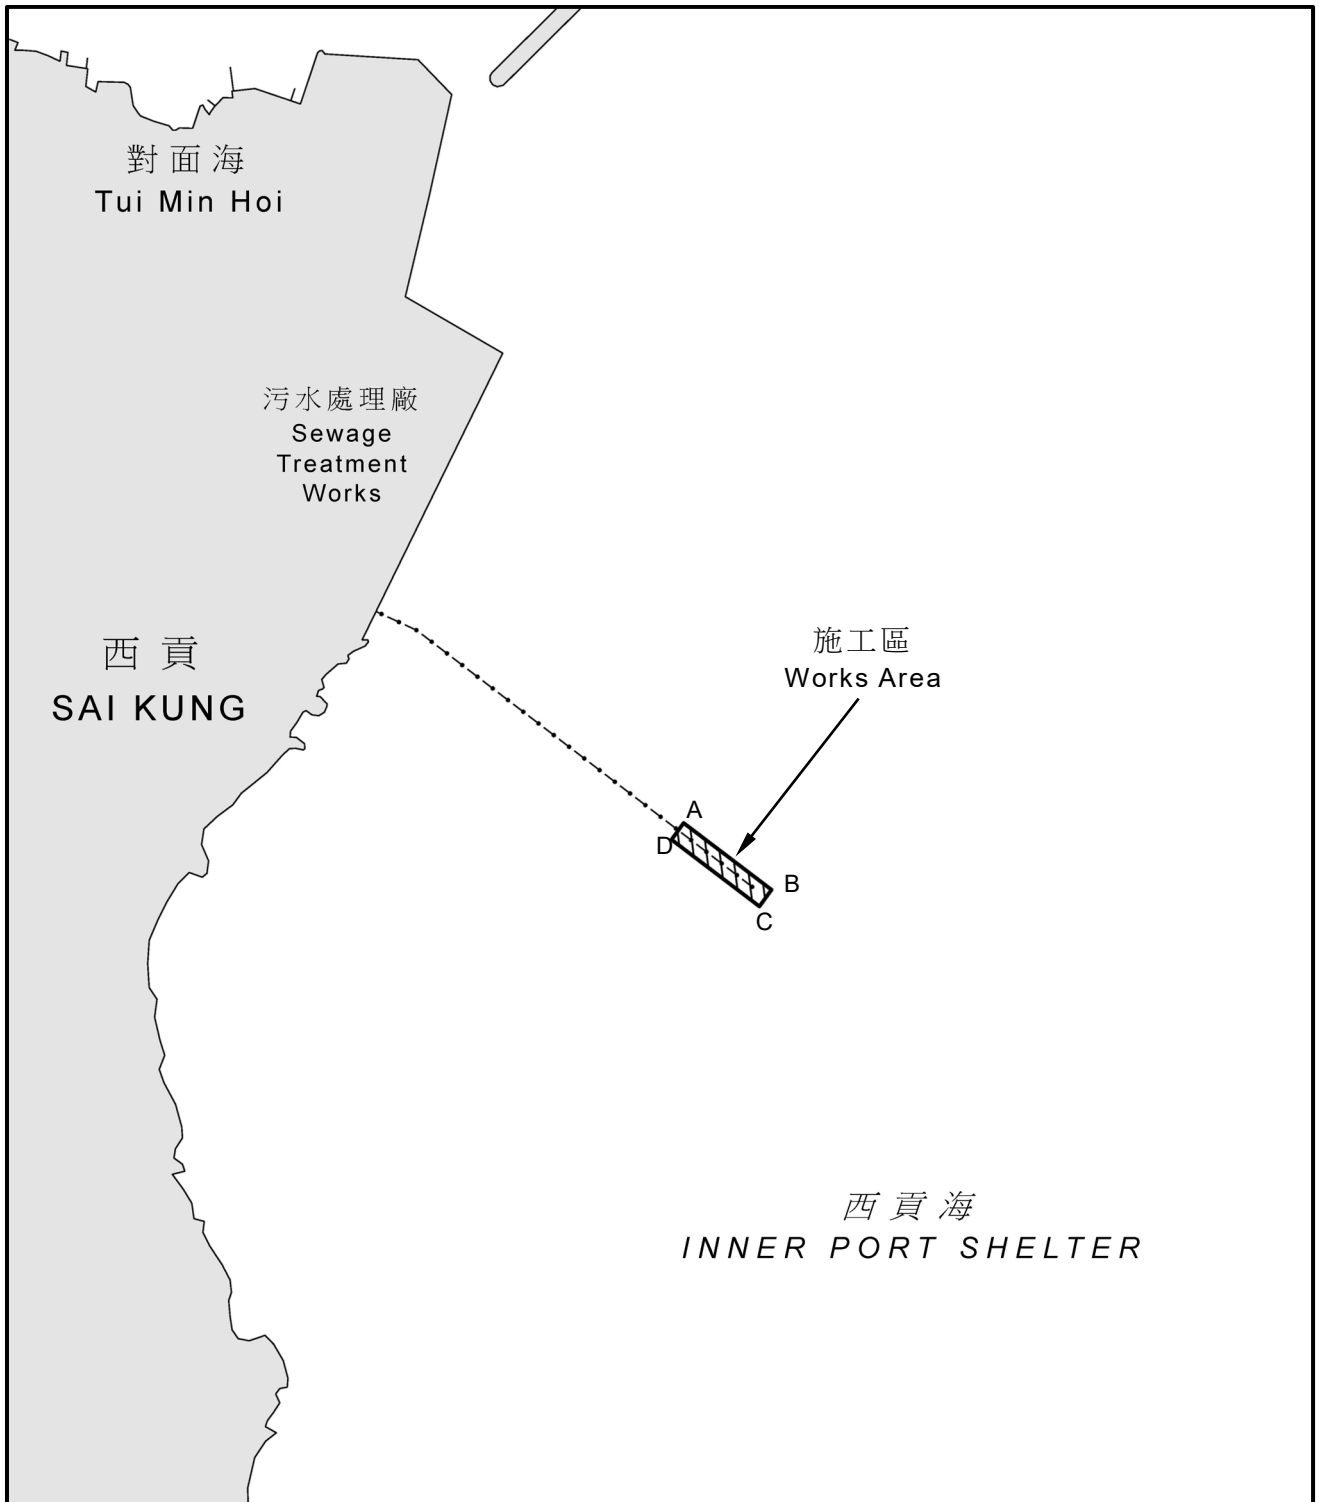 對面海
Tui Min Hoi
污水處理廠
Sewage
Treatment
Works
西貢
SAI KUNG
施工區
Works Area
A
D
B
C
西貢海
INNER PORT SHELTER